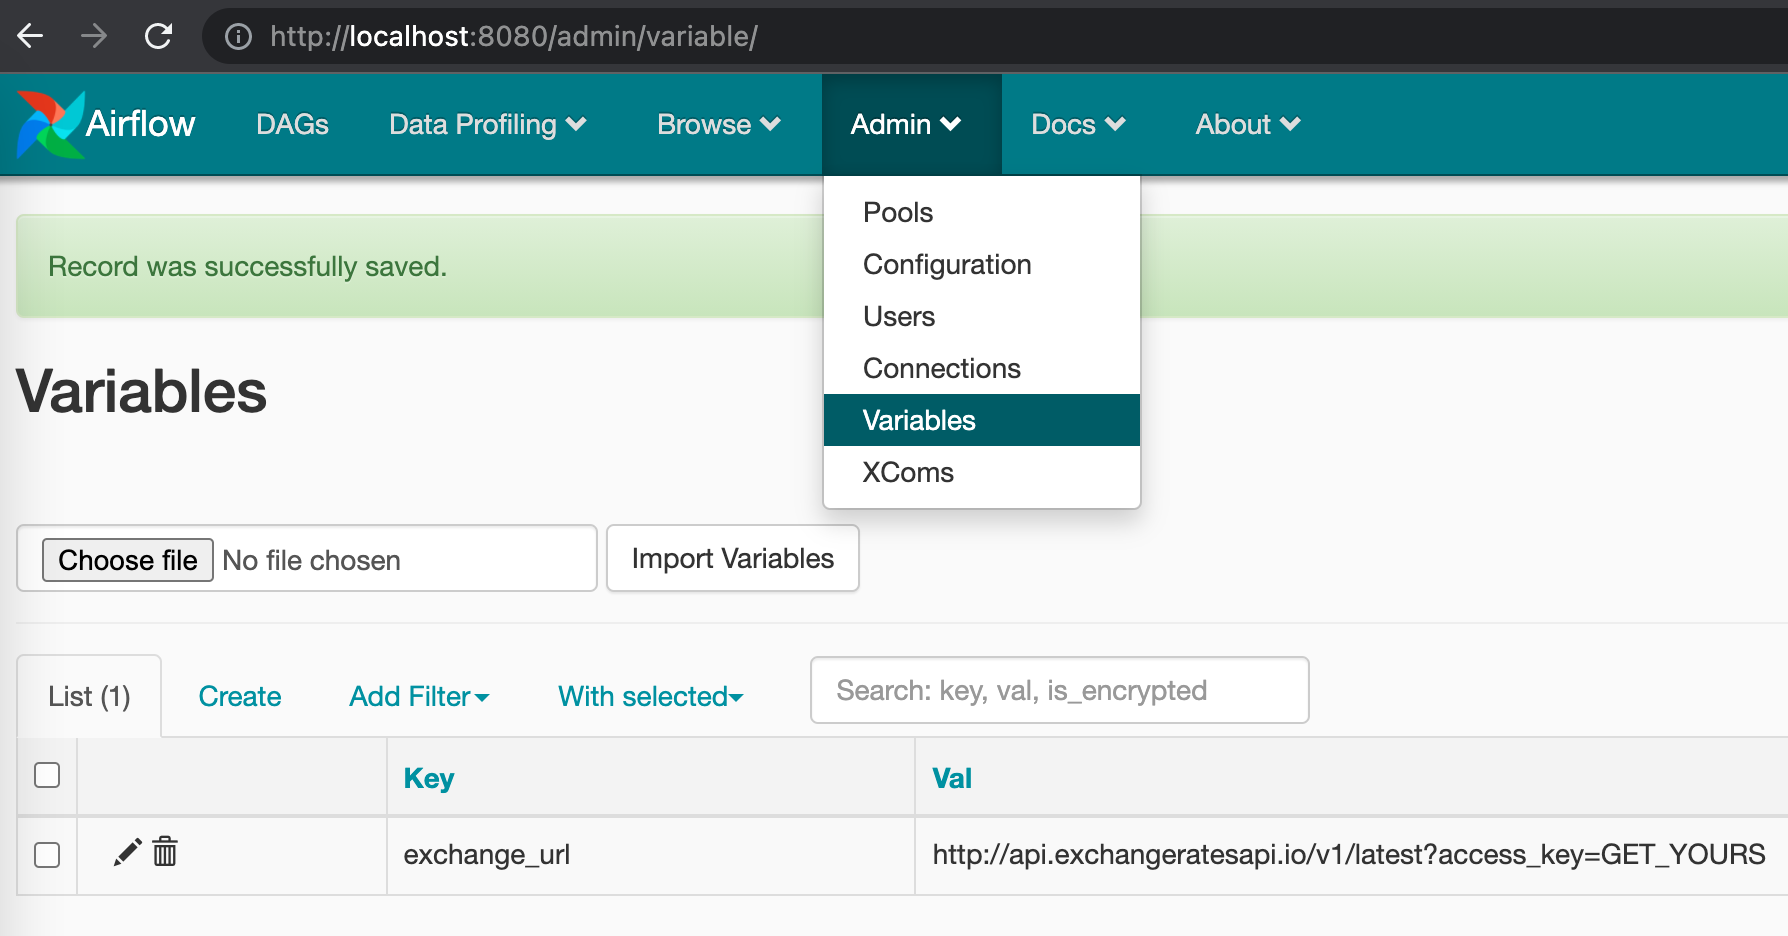 http://localhost:8080/admin/variable/
Airflow DAGs Data Profiling Browse Admin Docs About
Pools
Configuration
Users
Connections
Variables
XComs
Record was successfully saved.
Variables
Choose file No file chosen Import Variables
List (1) Create Add Filter With selected Search: key, val, is_encrypted
Key Val
exchange_url http://api.exchangeratesapi.io/v1/latest?access_key=GET_YOURS